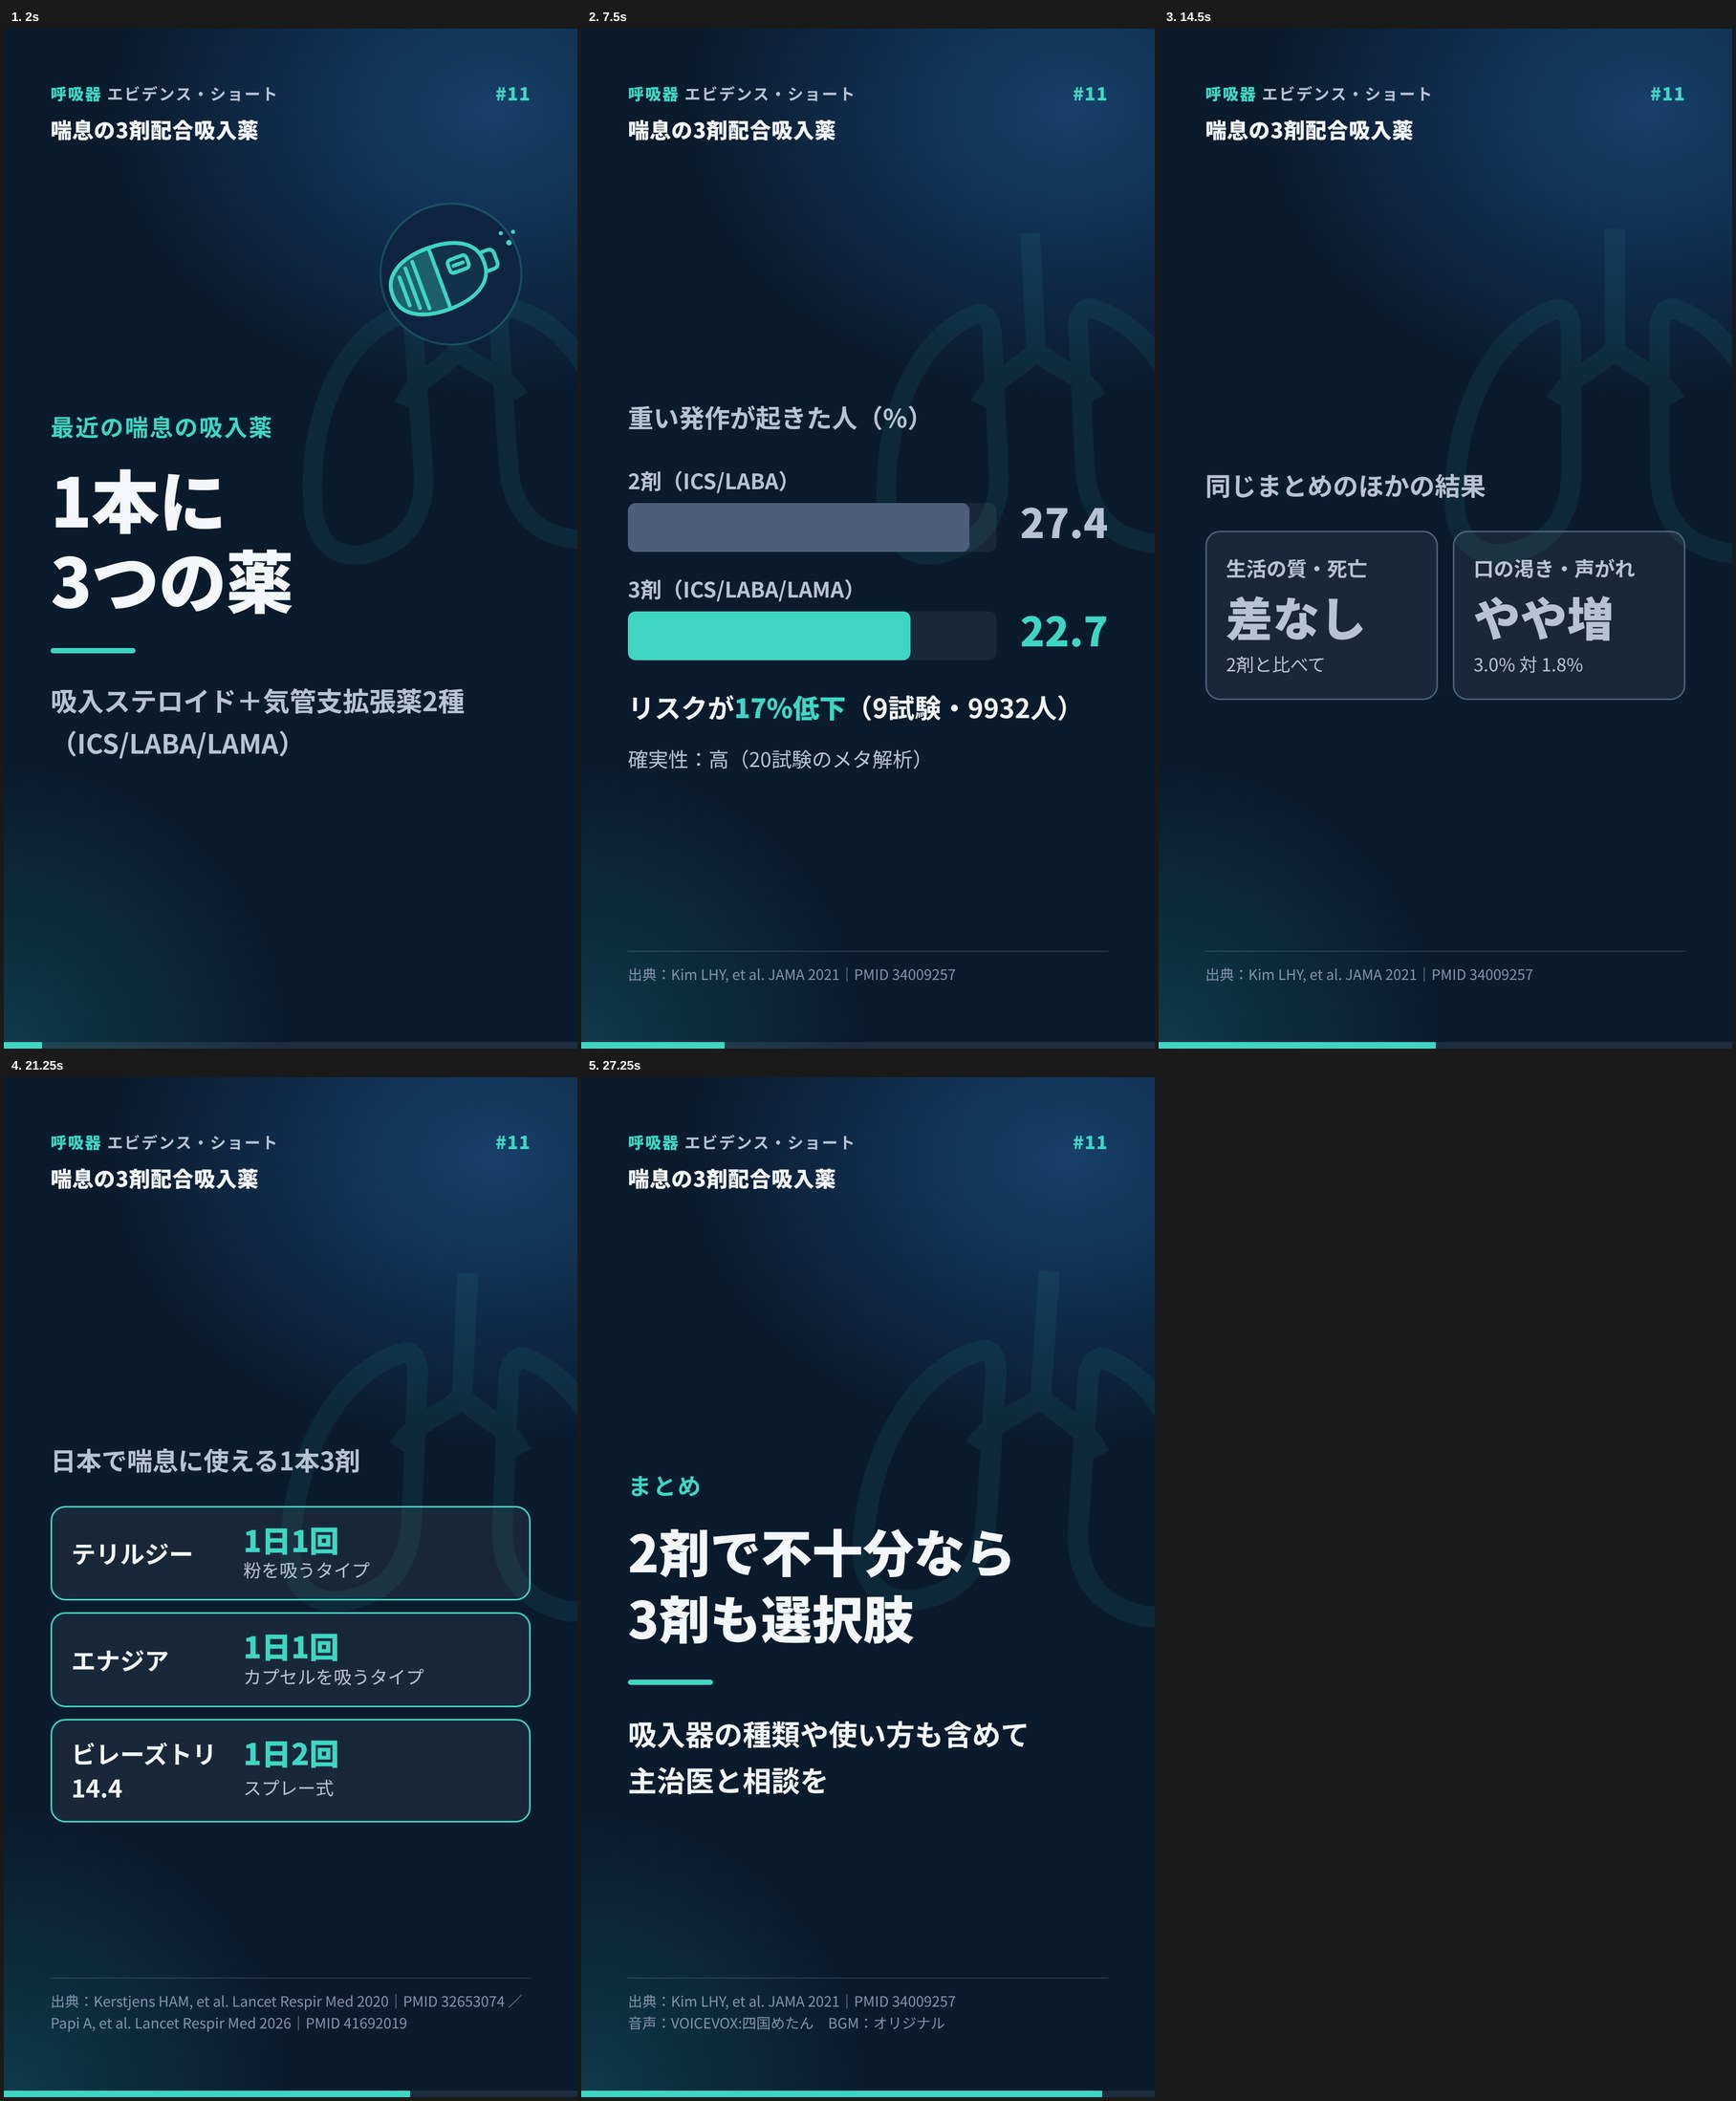 1. 2s
呼吸器 エビデンス・ショート #11
喘息の3剤配合吸入薬
最近の喘息の吸入薬
1本に
3つの薬
吸入ステロイド＋気管支拡張薬2種
（ICS/LABA/LAMA）
2. 7.5s
呼吸器 エビデンス・ショート #11
喘息の3剤配合吸入薬
重い発作が起きた人（%）
2剤（ICS/LABA）
27.4
3剤（ICS/LABA/LAMA）
22.7
リスクが17%低下（9試験・9932人）
確実性：高（20試験のメタ解析）
出典：Kim LHY, et al. JAMA 2021｜PMID 34009257
3. 14.5s
呼吸器 エビデンス・ショート #11
喘息の3剤配合吸入薬
同じまとめのほかの結果
生活の質・死亡
差なし
2剤と比べて
口の渇き・声がれ
やや増
3.0% 対 1.8%
出典：Kim LHY, et al. JAMA 2021｜PMID 34009257
4. 21.25s
呼吸器 エビデンス・ショート #11
喘息の3剤配合吸入薬
日本で喘息に使える1本3剤
テリルジー
1日1回
粉を吸うタイプ
エナジア
1日1回
カプセルを吸うタイプ
ビレーズトリ
14.4
1日2回
スプレー式
出典：Kerstjens HAM, et al. Lancet Respir Med 2020｜PMID 32653074 ／
Papi A, et al. Lancet Respir Med 2026｜PMID 41692019
5. 27.25s
呼吸器 エビデンス・ショート #11
喘息の3剤配合吸入薬
まとめ
2剤で不十分なら
3剤も選択肢
吸入器の種類や使い方も含めて
主治医と相談を
出典：Kim LHY, et al. JAMA 2021｜PMID 34009257
音声：VOICEVOX:四国めたん　BGM：オリジナル